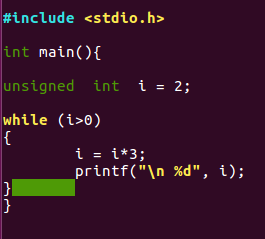 #include <stdio.h>
int main(){
unsigned  int  i = 2;
while (i>0)
{
        i = i*3;
        printf("\n %d", i);
}
}